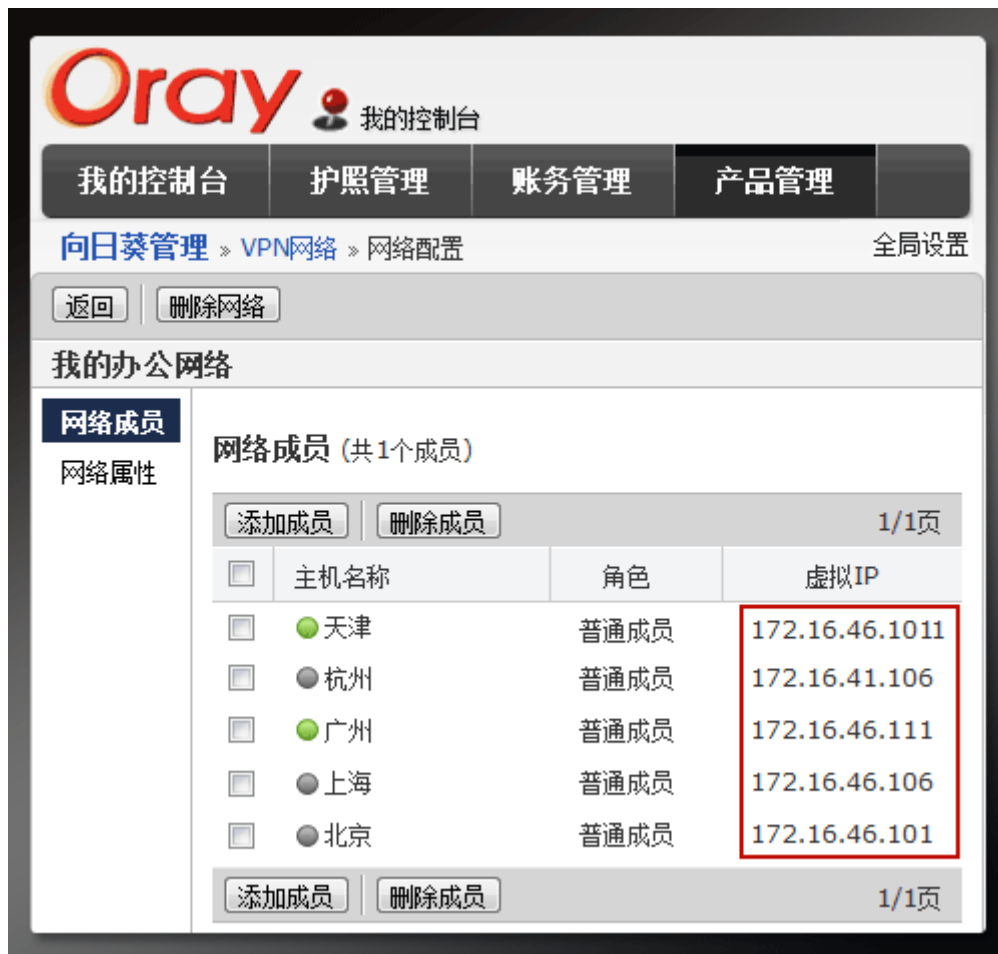 Oray 我的控制台
我的控制台 护照管理 账务管理 产品管理
向日葵管理 » VPN网络 » 网络配置 全局设置
返回 删除网络
我的办公网络
网络成员
网络属性
网络成员 (共1个成员)
添加成员 删除成员 1/1页
主机名称 角色 虚拟IP
天津 普通成员 172.16.46.1011
杭州 普通成员 172.16.41.106
广州 普通成员 172.16.46.111
上海 普通成员 172.16.46.106
北京 普通成员 172.16.46.101
添加成员 删除成员 1/1页